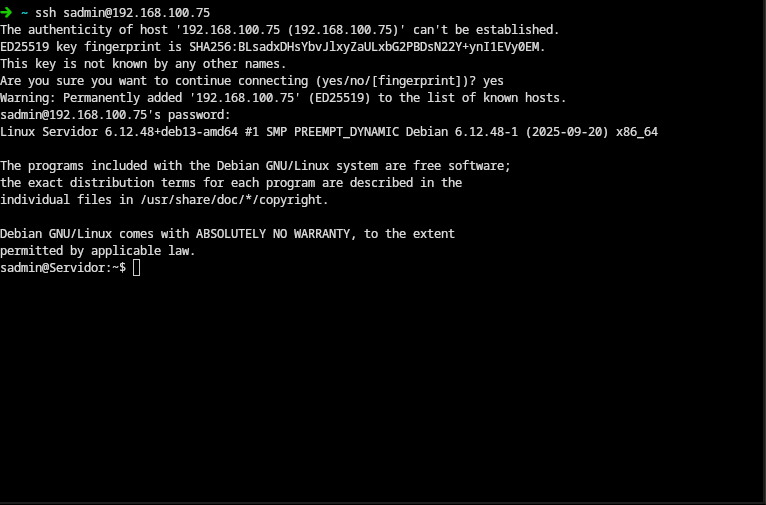 ➜ ~ ssh sadmin@192.168.100.75
The authenticity of host '192.168.100.75 (192.168.100.75)' can't be established.
ED25519 key fingerprint is SHA256:BLsadxDHsYbvJlxyZaULxbG2PBDsN22Y+ynI1EVy0EM.
This key is not known by any other names.
Are you sure you want to continue connecting (yes/no/[fingerprint])? yes
Warning: Permanently added '192.168.100.75' (ED25519) to the list of known hosts.
sadmin@192.168.100.75's password:
Linux Servidor 6.12.48+deb13-amd64 #1 SMP PREEMPT_DYNAMIC Debian 6.12.48-1 (2025-09-20) x86_64

The programs included with the Debian GNU/Linux system are free software;
the exact distribution terms for each program are described in the
individual files in /usr/share/doc/*/copyright.

Debian GNU/Linux comes with ABSOLUTELY NO WARRANTY, to the extent
permitted by applicable law.
sadmin@Servidor:~$